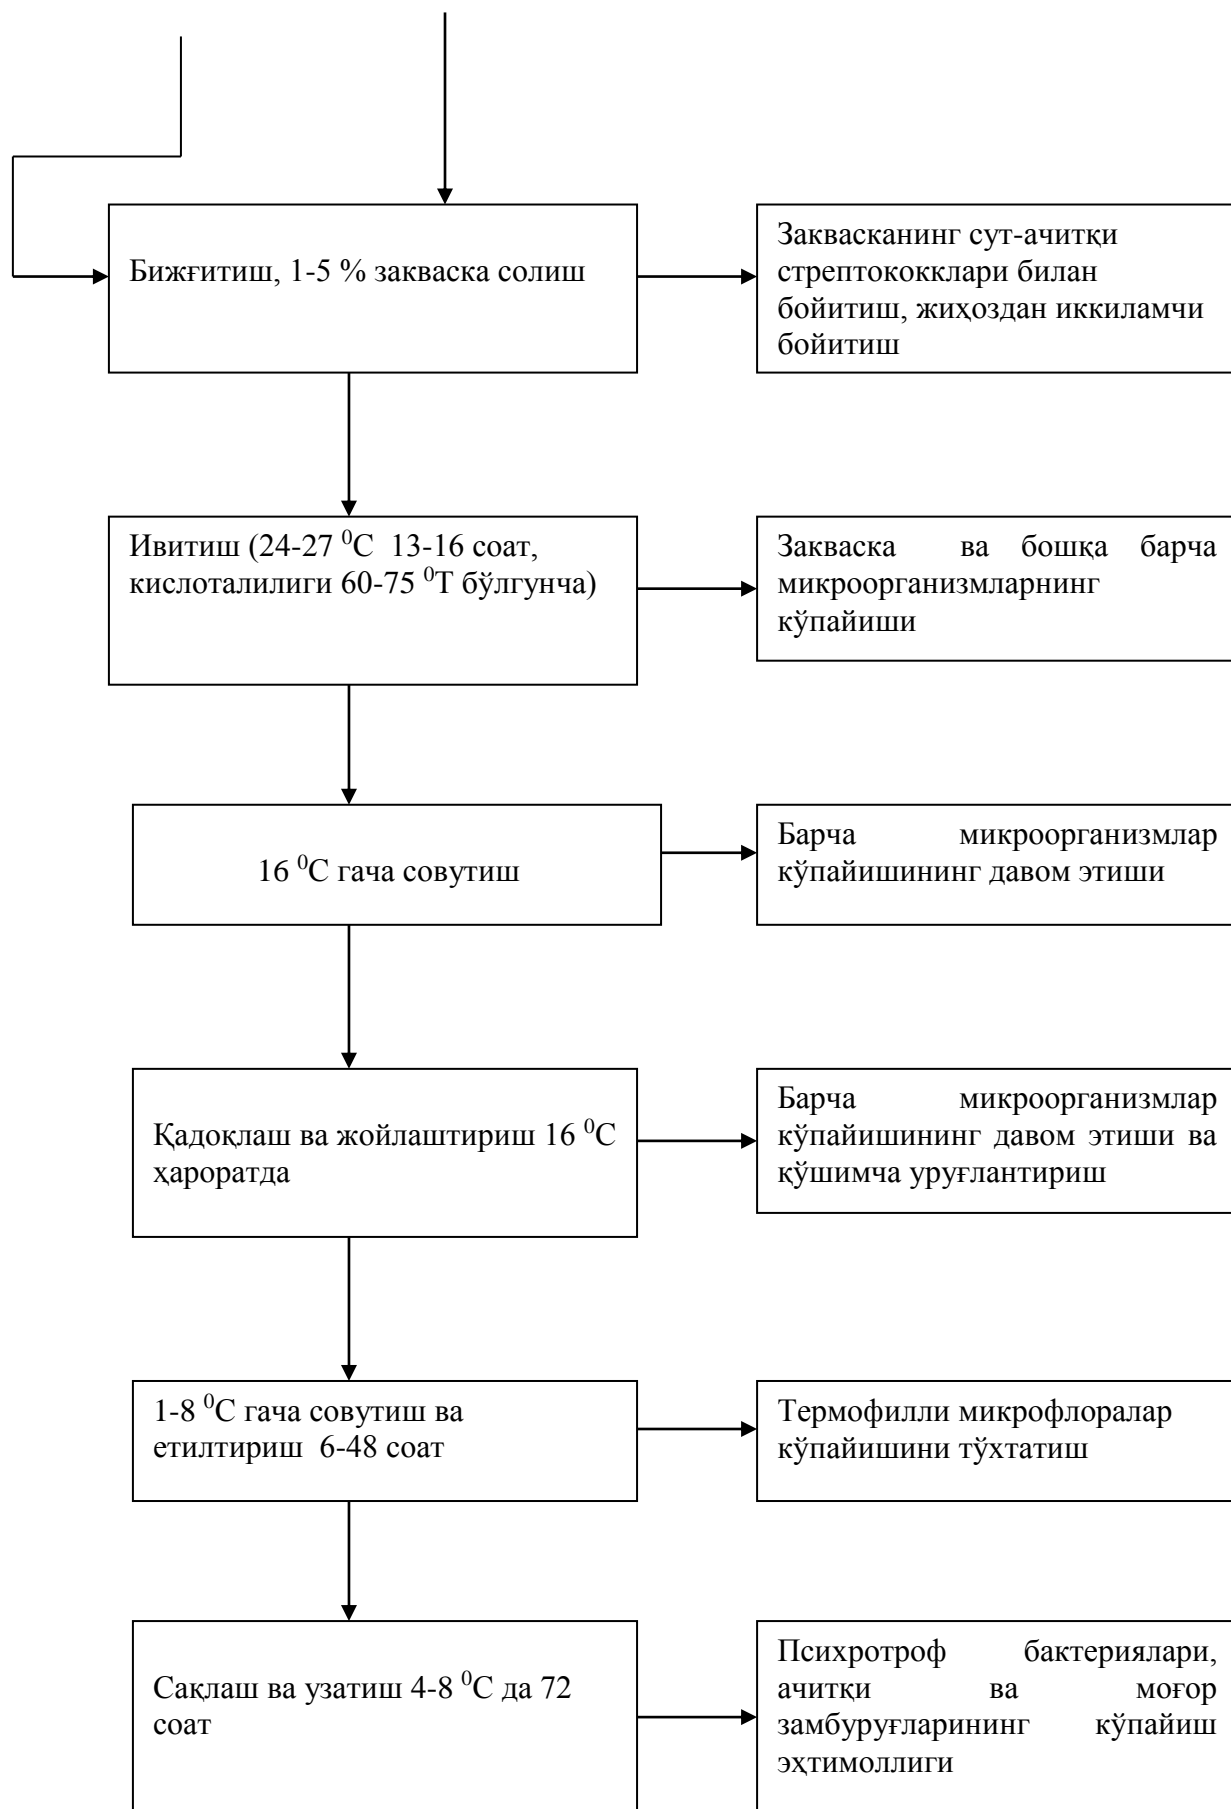 Бижғитиш, 1-5 % закваска солиш
Закваcканинг сут-ачитқи
стрептококклари билан
бойитиш, жиҳоздан иккиламчи
бойитиш
Ивитиш (24-27 ⁰С 13-16 соат,
кислоталилиги 60-75 ⁰Т бўлгунча)
Закваска ва бошқа барча
микроорганизмларнинг
кўпайиши
16 ⁰С гача совутиш
Барча микроорганизмлар
кўпайишининг давом этиши
Қадоқлаш ва жойлаштириш 16 ⁰С
ҳароратда
Барча микроорганизмлар
кўпайишининг давом этиши ва
қўшимча уруғлантириш
1-8 ⁰С гача совутиш ва
етилтириш 6-48 соат
Термофилли микрофлоралар
кўпайишини тўхтатиш
Сақлаш ва узатиш 4-8 ⁰С да 72
соат
Психротроф бактериялари,
ачитқи ва моғор
замбуруғларининг кўпайиш
эҳтимоллиги